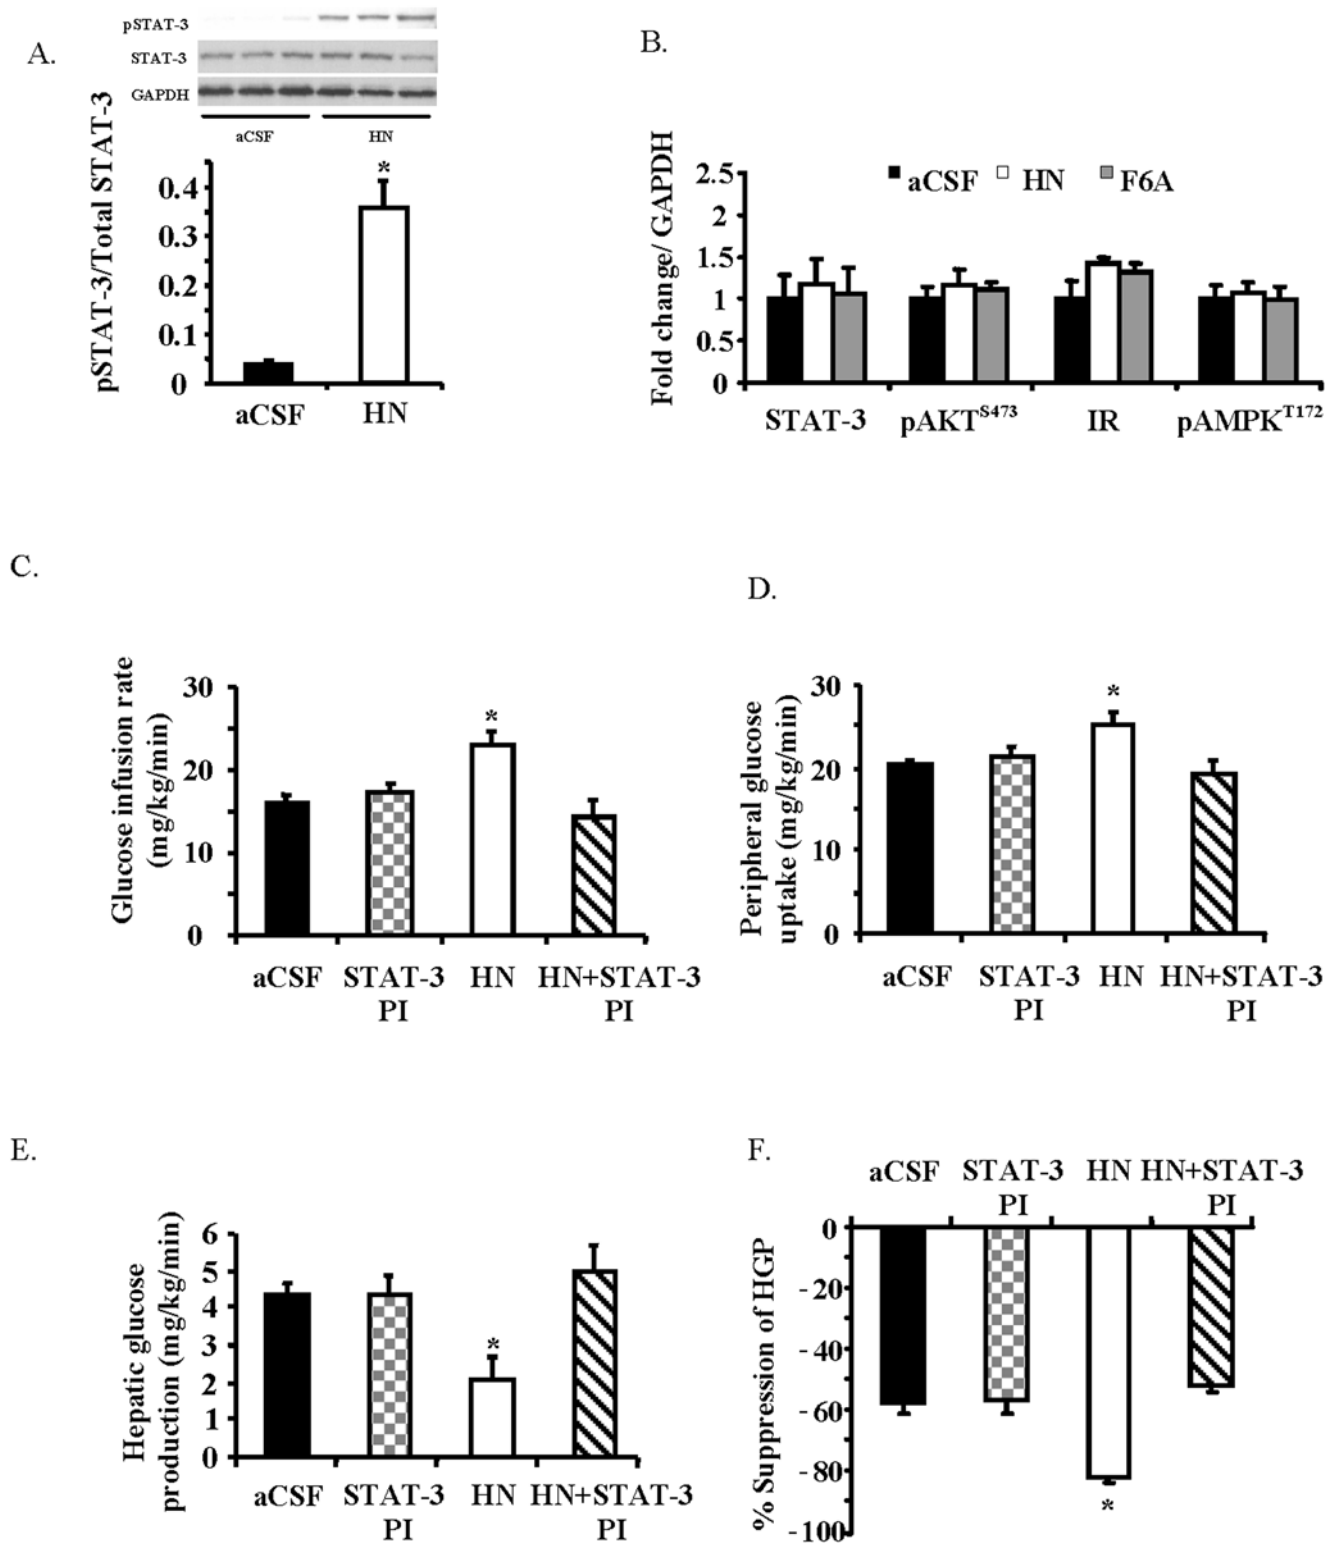 A.
pSTAT-3
STAT-3
GAPDH
aCSF HN
pSTAT-3/Total STAT-3
0.4
0.3
0.2
0.1
0
*
aCSF HN
B.
Fold change/ GAPDH
2.5
2
1.5
1
0.5
0
aCSF HN F6A
STAT-3 pAKTS473 IR pAMPKT172
C.
Glucose infusion rate
(mg/kg/min)
30
20
10
0
*
aCSF STAT-3 HN HN+STAT-3
PI PI
D.
Peripheral glucose
uptake (mg/kg/min)
30
20
10
0
*
aCSF STAT-3 HN HN+STAT-3
PI PI
E.
Hepatic glucose
production (mg/kg/min)
6
5
4
3
2
1
0
*
aCSF STAT-3 HN HN+STAT-3
PI PI
F.
aCSF STAT-3 HN HN+STAT-3
PI PI
% Suppression of HGP
0
-20
-40
-60
-80
-100
*